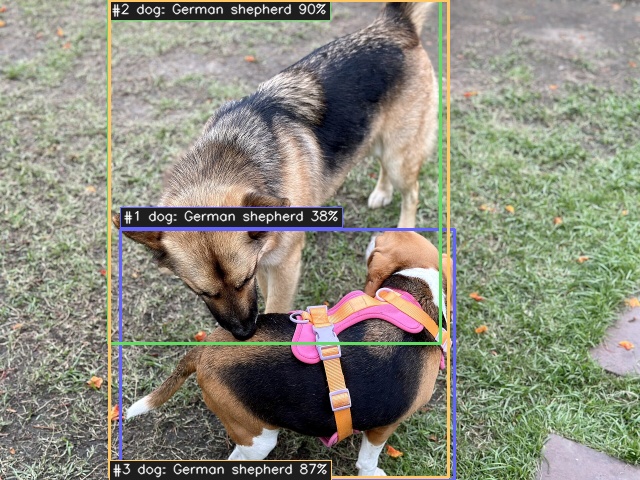 #2 dog: German shepherd 90%
#1 dog: German shepherd 38%
#3 dog: German shepherd 87%